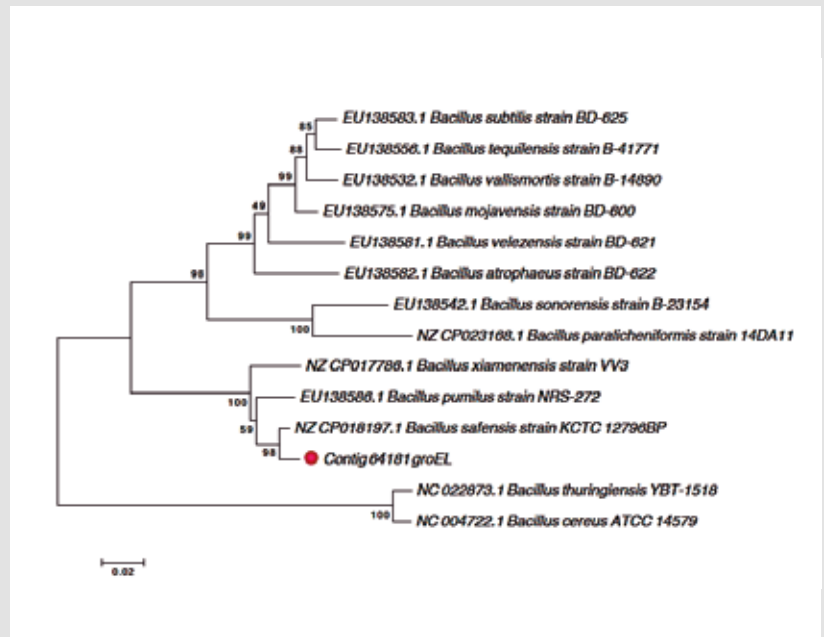 EU138583.1 Bacillus subtilis strain BD-625
85
EU138556.1 Bacillus tequilensis strain B-41771
88
EU138532.1 Bacillus vallismortis strain B-14890
99
EU138575.1 Bacillus mojavensis strain BD-600
49
EU138581.1 Bacillus velezensis strain BD-621
99
EU138582.1 Bacillus atrophaeus strain BD-622
98
EU138542.1 Bacillus sonorensis strain B-23154
100
NZ CP023168.1 Bacillus paralicheniformis strain 14DA11
NZ CP017786.1 Bacillus xiamenensis strain VV3
100
EU138586.1 Bacillus pumilus strain NRS-272
59
NZ CP018197.1 Bacillus safensis strain KCTC 12796BP
98
Contig 64181 groEL
NC 022873.1 Bacillus thuringiensis YBT-1518
100
NC 004722.1 Bacillus cereus ATCC 14579
0.02